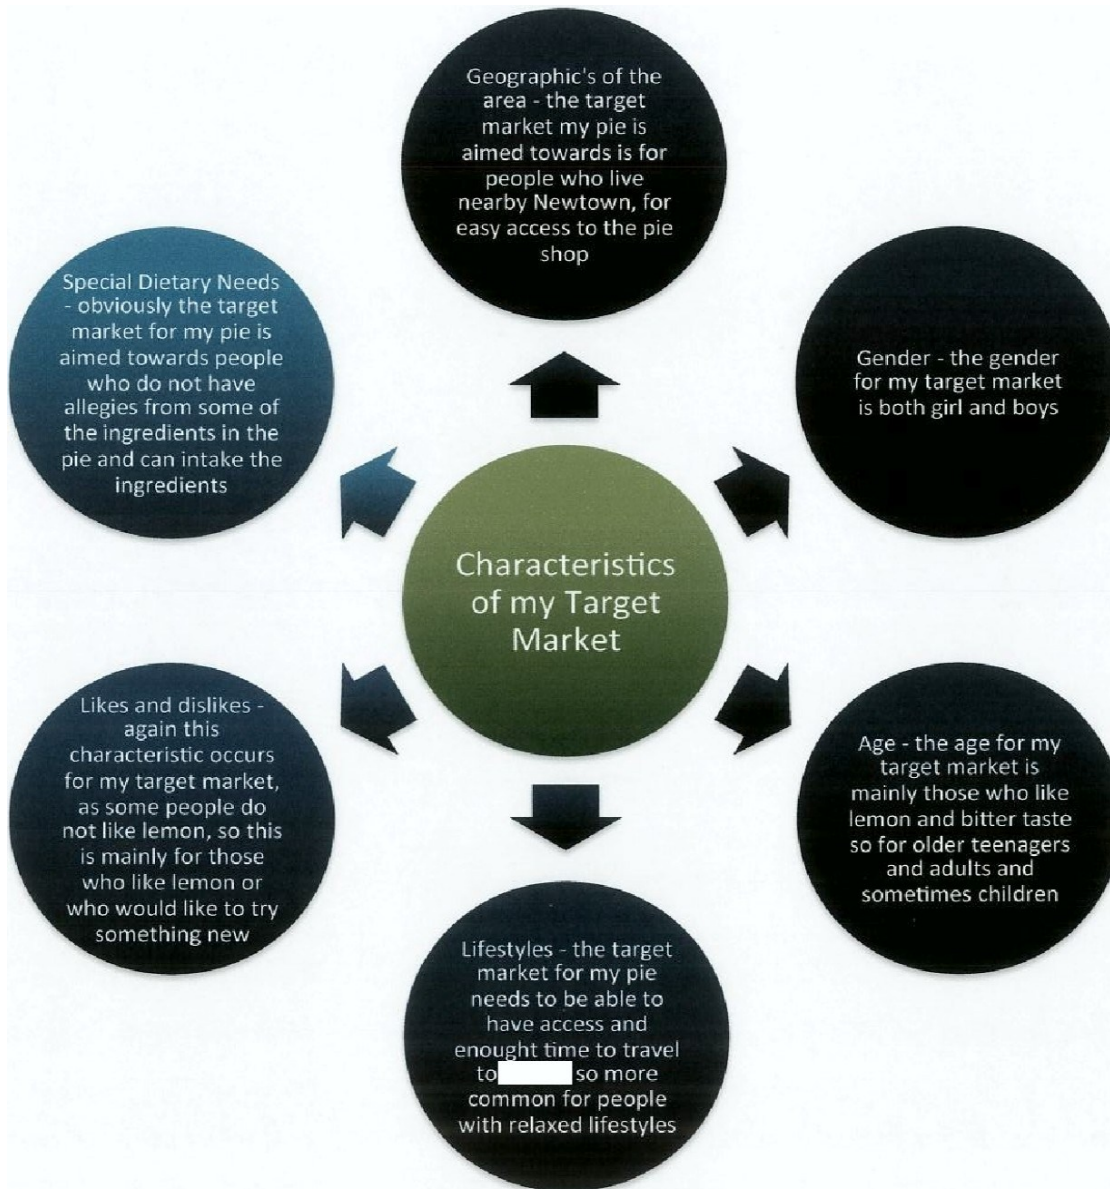 Geographic's of the
area - the target
market my pie is
aimed towards is for
people who live
nearby Newtown, for
easy access to the pie
shop
Gender - the gender
for my target market
is both girl and boys
Age - the age for my
target market is
mainly those who like
lemon and bitter taste
so for older teenagers
and adults and
sometimes children
Lifestyles - the target
market for my pie
needs to be able to
have access and
enought time to travel
to so more
common for people
with relaxed lifestyles
Likes and dislikes -
again this
characteristic occurs
for my target market,
as some people do
not like lemon, so this
is mainly for those
who like lemon or
who would like to try
something new
Special Dietary Needs
- obviously the target
market for my pie is
aimed towards people
who do not have
allegies from some of
the ingredients in the
pie and can intake the
ingredients
Characteristics
of my Target
Market